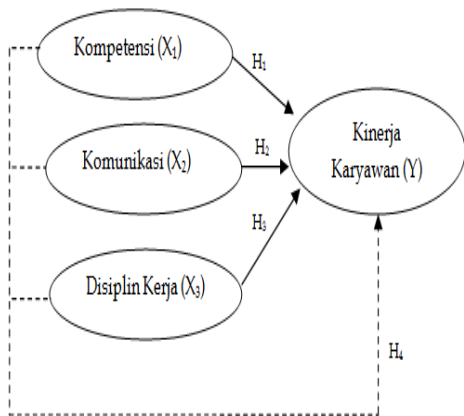 Kompetensi (X₁)
H₁
Kinerja
Karyawan (Y)
Komunikasi (X₂)
H₂
H₃
Disiplin Kerja (X₃)
H₄